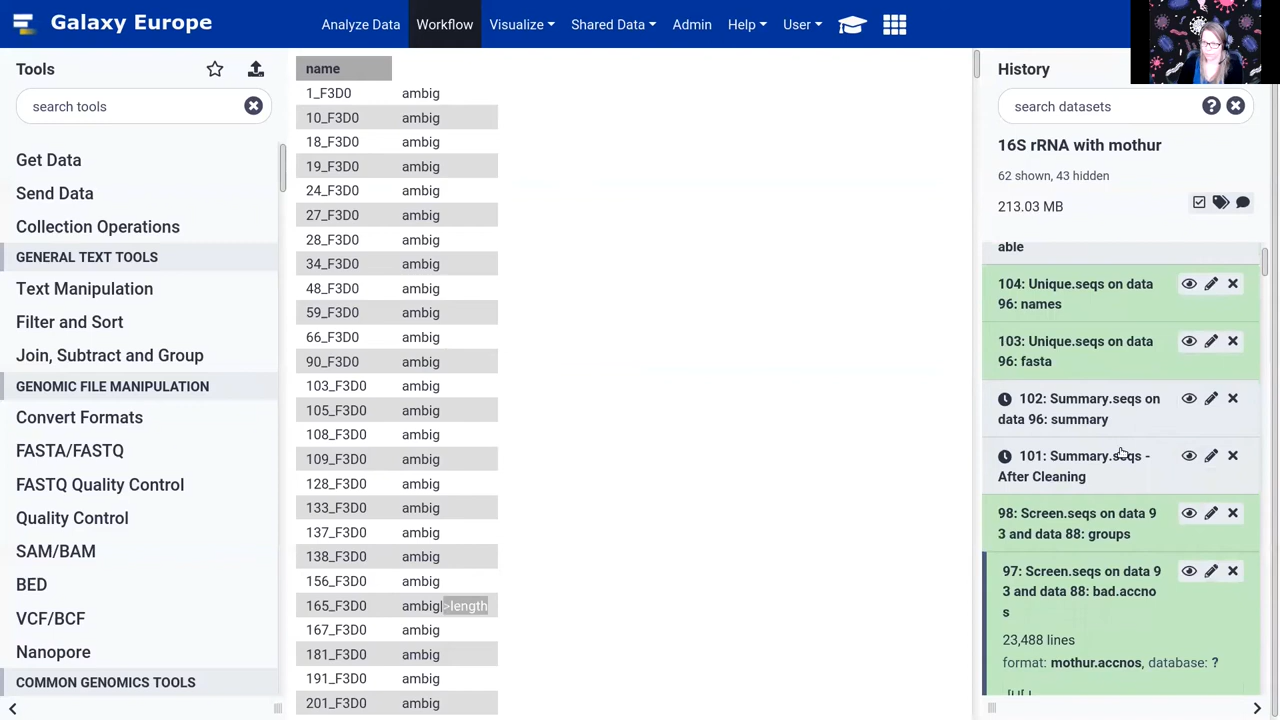 Galaxy Europe
Analyze Data
Workflow
Visualize
Shared Data
Admin
Help
User
Tools
search tools
Get Data
Send Data
Collection Operations
GENERAL TEXT TOOLS
Text Manipulation
Filter and Sort
Join, Subtract and Group
GENOMIC FILE MANIPULATION
Convert Formats
FASTA/FASTQ
FASTQ Quality Control
Quality Control
SAM/BAM
BED
VCF/BCF
Nanopore
COMMON GENOMICS TOOLS
name
1_F3D0 ambig
10_F3D0 ambig
18_F3D0 ambig
19_F3D0 ambig
24_F3D0 ambig
27_F3D0 ambig
28_F3D0 ambig
34_F3D0 ambig
48_F3D0 ambig
59_F3D0 ambig
66_F3D0 ambig
90_F3D0 ambig
103_F3D0 ambig
105_F3D0 ambig
108_F3D0 ambig
109_F3D0 ambig
128_F3D0 ambig
133_F3D0 ambig
137_F3D0 ambig
138_F3D0 ambig
156_F3D0 ambig
165_F3D0 ambig|>length
167_F3D0 ambig
181_F3D0 ambig
191_F3D0 ambig
201_F3D0 ambig
History
search datasets
16S rRNA with mothur
62 shown, 43 hidden
213.03 MB
able
104: Unique.seqs on data
96: names
103: Unique.seqs on data
96: fasta
102: Summary.seqs on
data 96: summary
101: Summary.seqs -
After Cleaning
98: Screen.seqs on data 9
3 and data 88: groups
97: Screen.seqs on data 9
3 and data 88: bad.accno
s
23,488 lines
format: mothur.accnos, database: ?